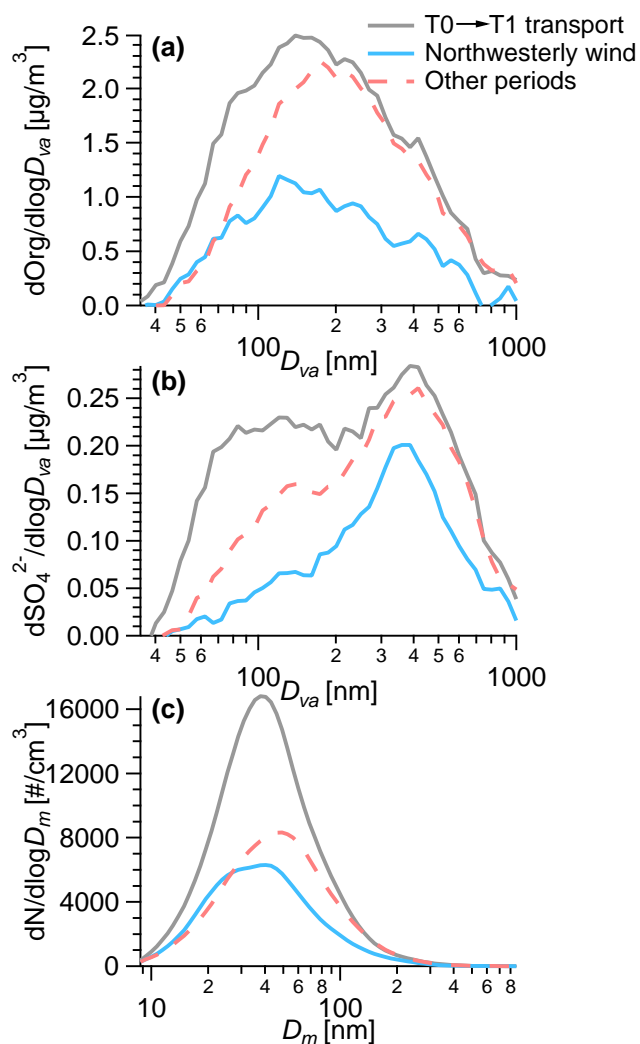 T0→T1 transport
Northwesterly wind
Other periods
(a)
dOrg/dlogDva [µg/m3]
2.5
2.0
1.5
1.0
0.5
0.0
4 5 6 100 2 3 4 5 6 1000
Dva [nm]
(b)
dSO4 2-/dlogDva [µg/m3]
0.25
0.20
0.15
0.10
0.05
0.00
4 5 6 100 2 3 4 5 6 1000
Dva [nm]
(c)
dN/dlogDm [#/cm3]
16000
12000
8000
4000
0
10 2 4 6 8 100 2 4 6 8
Dm [nm]